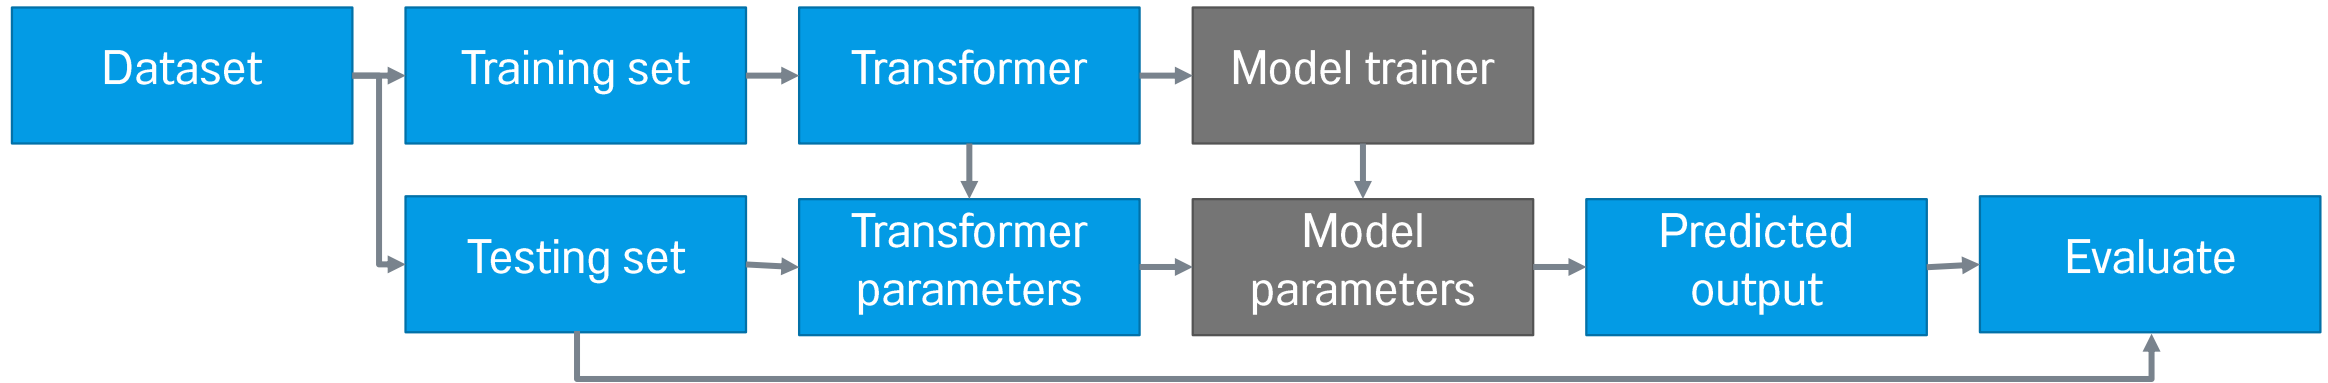 Dataset
Training set
Transformer
Model trainer
Testing set
Transformer
parameters
Model
parameters
Predicted
output
Evaluate